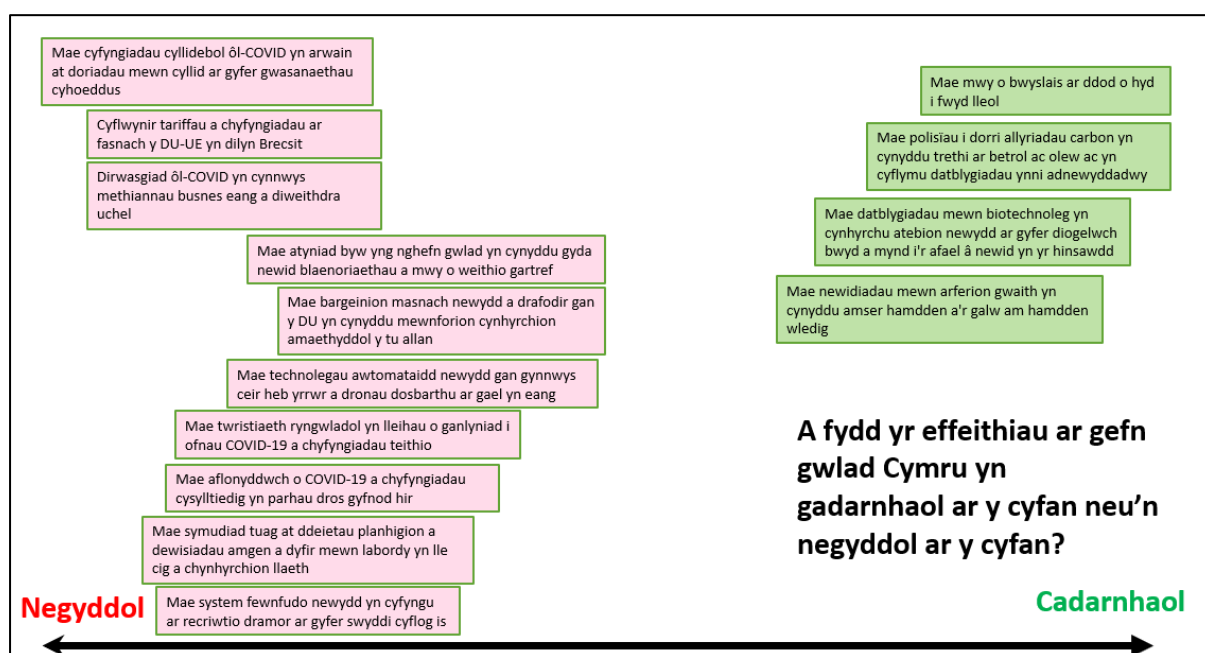 Mae cyfyngiadau cyllidebol ôl-COVID yn arwain
at doriadau mewn cyllid ar gyfer gwasanaethau
cyhoeddus
Cyflwynir tariffau a chyfyngiadau ar
fasnach y DU-UE yn dilyn Brecsit
Dirwasgiad ôl-COVID yn cynnwys
methiannau busnes eang a diweithdra
uchel
Mae atyniad byw yng nghefn gwlad yn cynyddu gyda
newid blaenoriaethau a mwy o weithio gartref
Mae bargeinion masnach newydd a drafodir gan
y DU yn cynyddu mewnforion cynhyrchion
amaethyddol y tu allan
Mae technolegau awtomataidd newydd gan gynnwys
ceir heb yrrwr a dronau dosbarthu ar gael yn eang
Mae twristiaeth ryngwladol yn lleihau o ganlyniad i
ofnau COVID-19 a chyfyngiadau teithio
Mae aflonyddwch o COVID-19 a chyfyngiadau
cysylltiedig yn parhau dros gyfnod hir
Mae symudiad tuag at ddeietau planhigion a
dewisiadau amgen a dyfir mewn labordy yn lle
cig a chynhyrchion llaeth
Mae system fewnfudo newydd yn cyfyngu
ar recriwtio dramor ar gyfer swyddi cyflog is
Negyddol
Mae mwy o bwyslais ar ddod o hyd
i fwyd lleol
Mae polisïau i dorri allyriadau carbon yn
cynyddu trethi ar betrol ac olew ac yn
cyflymu datblygiadau ynni adnewyddadwy
Mae datblygiadau mewn biotechnoleg yn
cynhyrchu atebion newydd ar gyfer diogelwch
bwyd a mynd i'r afael â newid yn yr hinsawdd
Mae newidiadau mewn arferion gwaith yn
cynyddu amser hamdden a'r galw am hamdden
wledig
A fydd yr effeithiau ar gefn
gwlad Cymru yn
gadarnhaol ar y cyfan neu’n
negyddol ar y cyfan?
Cadarnhaol